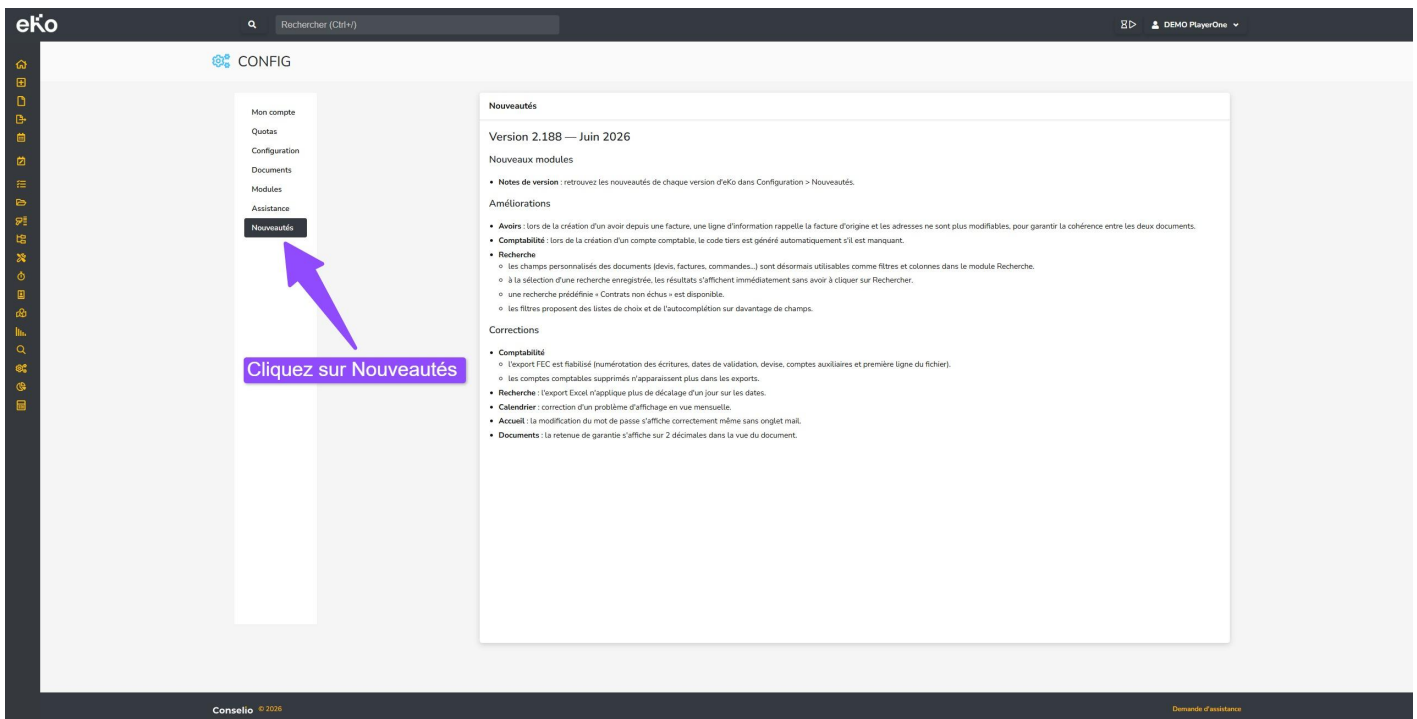 eKo
Rechercher (Ctrl+/)
DEMO PlayerOne
CONFIG
Mon compte
Quotas
Configuration
Documents
Modules
Assistance
Nouveautés
Cliquez sur Nouveautés
Nouveautés
Version 2.188 — Juin 2026
Nouveaux modules
• Notes de version : retrouvez les nouveautés de chaque version d'eKo dans Configuration > Nouveautés.
Améliorations
• Avoirs : lors de la création d'un avoir depuis une facture, une ligne d'information rappelle la facture d'origine et les adresses ne sont plus modifiables, pour garantir la cohérence entre les deux documents.
• Comptabilité : lors de la création d'un compte comptable, le code tiers est généré automatiquement s'il est manquant.
• Recherche
◦ les champs personnalisés des documents (devis, factures, commandes...) sont désormais utilisables comme filtres et colonnes dans le module Recherche.
◦ à la sélection d'une recherche enregistrée, les résultats s'affichent immédiatement sans avoir à cliquer sur Rechercher.
◦ une recherche prédéfinie « Contrats non échus » est disponible.
◦ les filtres proposent des listes de choix et de l'autocomplétion sur davantage de champs.
Corrections
• Comptabilité
◦ l'export FEC est fiabilisé (numérotation des écritures, dates de validation, devise, comptes auxiliaires et première ligne du fichier).
◦ les comptes comptables supprimés n'apparaissent plus dans les exports.
• Recherche : l'export Excel n'applique plus de décalage d'un jour sur les dates.
• Calendrier : correction d'un problème d'affichage en vue mensuelle.
• Accueil : la modification du mot de passe s'affiche correctement même sans onglet mail.
• Documents : la retenue de garantie s'affiche sur 2 décimales dans la vue du document.
Conselio © 2026
Demande d'assistance